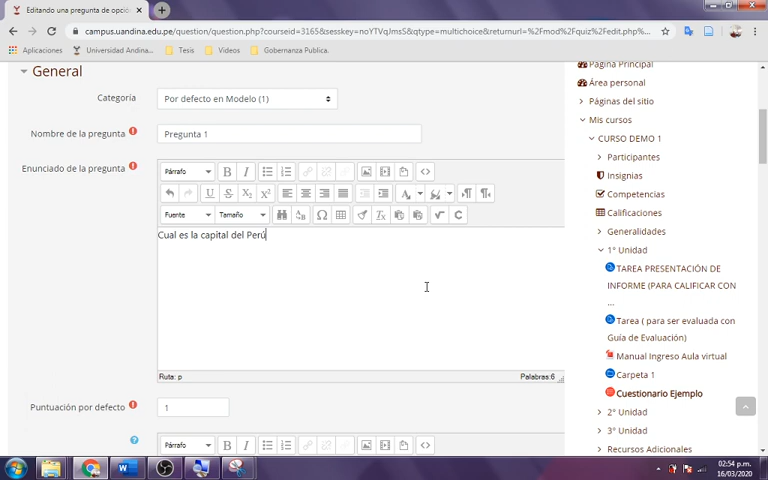 Editando una pregunta de opció
campus.uandina.edu.pe/question/question.php?courseid=3165&sesskey=noYTVqJmsS&qtype=multichoice&returnurl=%2Fmod%2Fquiz%2Fedit.php%...
Aplicaciones Universidad Andina... Tesis Videos Gobernanza Publica.
General
Categoría Por defecto en Modelo (1)
Nombre de la pregunta Pregunta 1
Enunciado de la pregunta
Párrafo B I
U S X₂ X²
Fuente Tamaño Ω Tx √ C
Cual es la capital del Perú
Ruta: p Palabras:6
Puntuación por defecto 1
Párrafo B I
Página Principal
Área personal
Páginas del sitio
Mis cursos
CURSO DEMO 1
Participantes
Insignias
Competencias
Calificaciones
Generalidades
1° Unidad
TAREA PRESENTACIÓN DE
INFORME (PARA CALIFICAR CON
...
Tarea ( para ser evaluada con
Guía de Evaluación)
Manual Ingreso Aula virtual
Carpeta 1
Cuestionario Ejemplo
2° Unidad
3° Unidad
Recursos Adicionales
02:54 p.m.
16/03/2020